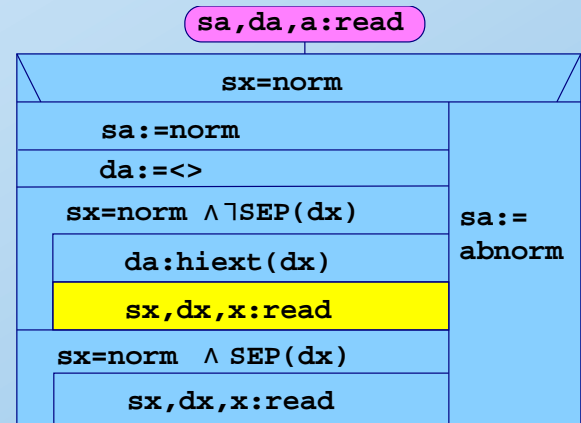 sa,da,a:read
sx=norm
sa:=norm
da:=<>
sx=norm ∧ ˥SEP(dx)
sa:=
abnorm
da:hiext(dx)
sx,dx,x:read
sx=norm ∧ SEP(dx)
sx,dx,x:read